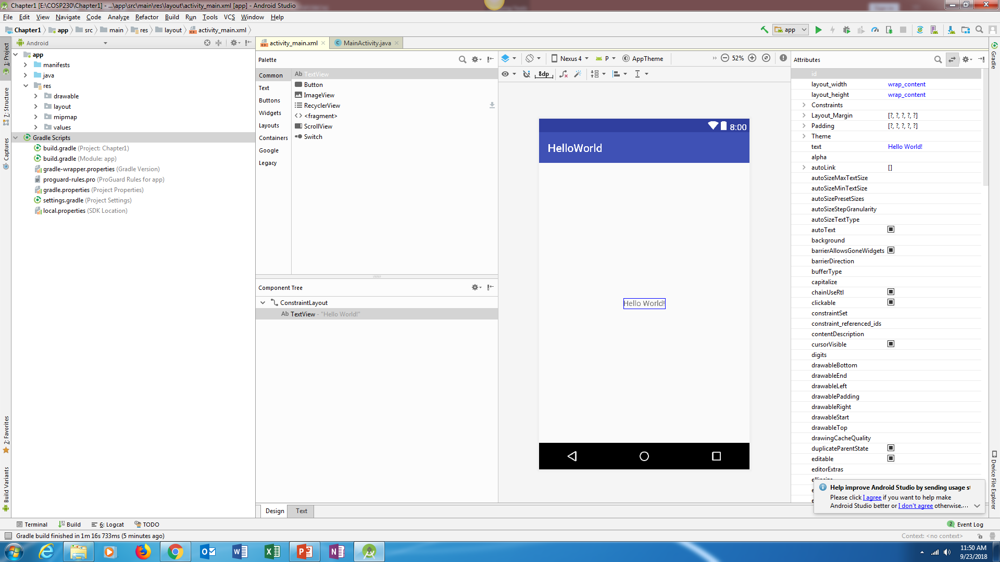 Chapter1 [E:\COSP230\Chapter1] - ...\app\src\main\res\layout\activity_main.xml [app] - Android Studio
File Edit View Navigate Code Analyze Refactor Build Run Tools VCS Window Help
Chapter1 app src main res layout activity_main.xml
app
Android
activity_main.xml
MainActivity.java
1: Project
7: Structure
Captures
2: Favorites
Build Variants
app
manifests
java
res
drawable
layout
mipmap
values
Gradle Scripts
build.gradle (Project: Chapter1)
build.gradle (Module: app)
gradle-wrapper.properties (Gradle Version)
proguard-rules.pro (ProGuard Rules for app)
gradle.properties (Project Properties)
settings.gradle (Project Settings)
local.properties (SDK Location)
Palette
Common
Text
Buttons
Widgets
Layouts
Containers
Google
Legacy
Ab TextView
Button
ImageView
RecyclerView
<fragment>
ScrollView
Switch
Component Tree
ConstraintLayout
Ab TextView - "Hello World!"
Nexus 4 P AppTheme 52%
8dp
8:00
HelloWorld
Hello World!
Attributes
id
layout_width wrap_content
layout_height wrap_content
Constraints
Layout_Margin [?, ?, ?, ?, ?]
Padding [?, ?, ?, ?, ?]
Theme
text Hello World!
alpha
autoLink []
autoSizeMaxTextSize
autoSizeMinTextSize
autoSizePresetSizes
autoSizeStepGranularity
autoSizeTextType
autoText
background
barrierAllowsGoneWidgets
barrierDirection
bufferType
capitalize
chainUseRtl
clickable
constraintSet
constraint_referenced_ids
contentDescription
cursorVisible
digits
drawableBottom
drawableEnd
drawableLeft
drawablePadding
drawableRight
drawableStart
drawableTop
drawingCacheQuality
duplicateParentState
editable
editorExtras
Gradle
Device File Explorer
Help improve Android Studio by sending usage st
Please click I agree if you want to help make
Android Studio better or I don't agree otherwise....
Design Text
Terminal Build 6: Logcat TODO
2 Event Log
Gradle build finished in 1m 16s 733ms (5 minutes ago)
Context: <no context>
11:50 AM
9/23/2018